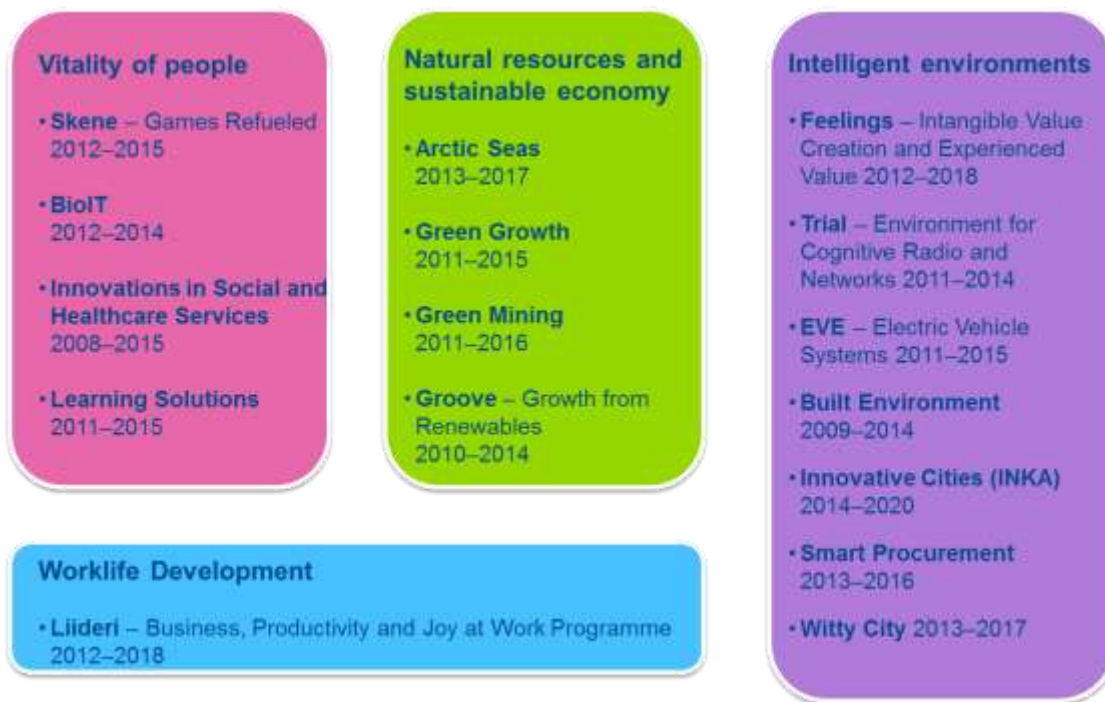 Vitality of people
• Skene – Games Refueled
2012–2015
• BioIT
2012–2014
• Innovations in Social and
Healthcare Services
2008–2015
• Learning Solutions
2011–2015
Natural resources and
sustainable economy
• Arctic Seas
2013–2017
• Green Growth
2011–2015
• Green Mining
2011–2016
• Groove – Growth from
Renewables
2010–2014
Intelligent environments
• Feelings – Intangible Value
Creation and Experienced
Value 2012–2018
• Trial – Environment for
Cognitive Radio and
Networks 2011–2014
• EVE – Electric Vehicle
Systems 2011–2015
• Built Environment
2009–2014
• Innovative Cities (INKA)
2014–2020
• Smart Procurement
2013–2016
• Witty City 2013–2017
Worklife Development
• Liideri – Business, Productivity and Joy at Work Programme
2012–2018